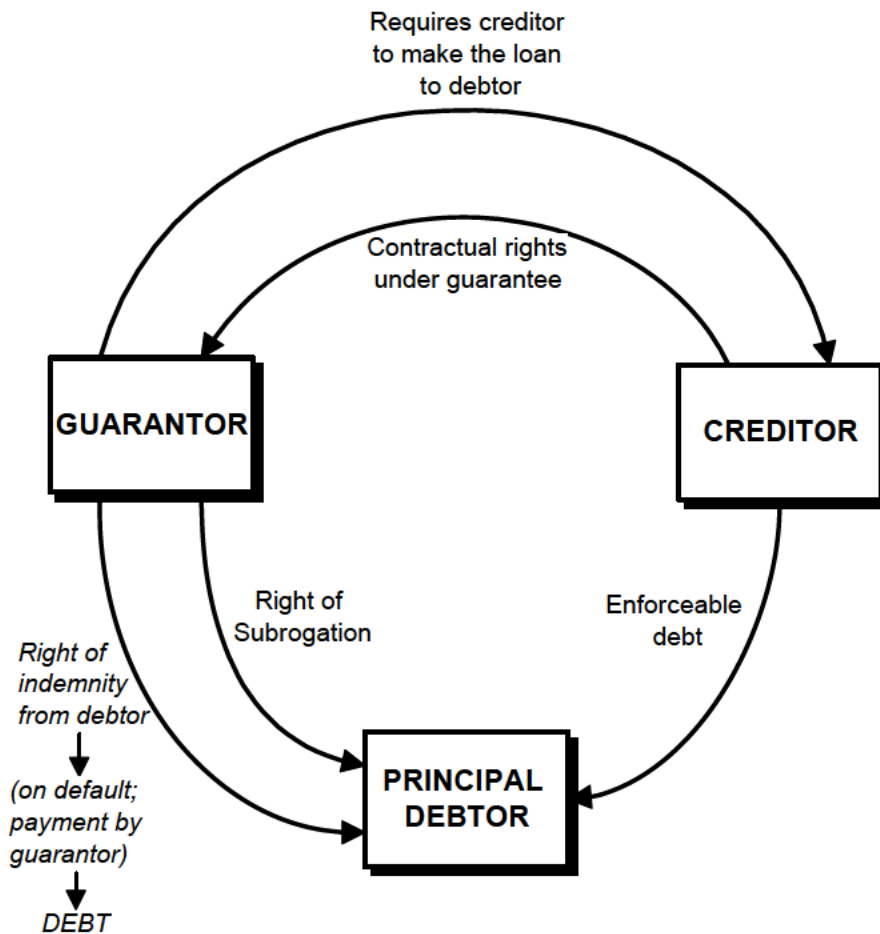 Requires creditor
to make the loan
to debtor
Contractual rights
under guarantee
GUARANTOR
CREDITOR
Right of
Subrogation
Enforceable
debt
Right of
indemnity
from debtor
(on default;
payment by
guarantor)
DEBT
PRINCIPAL
DEBTOR